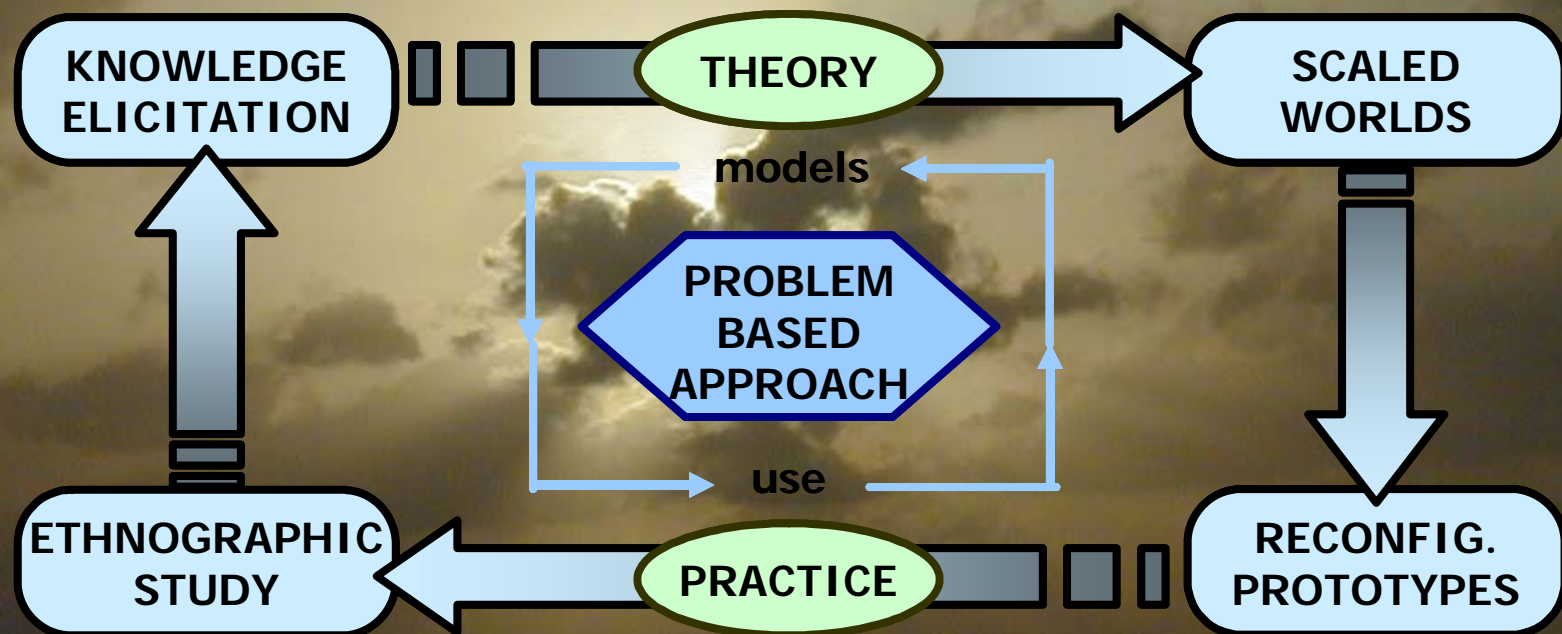 KNOWLEDGE
ELICITATION
THEORY
SCALED
WORLDS
models
PROBLEM
BASED
APPROACH
use
ETHNOGRAPHIC
STUDY
PRACTICE
RECONFIG.
PROTOTYPES